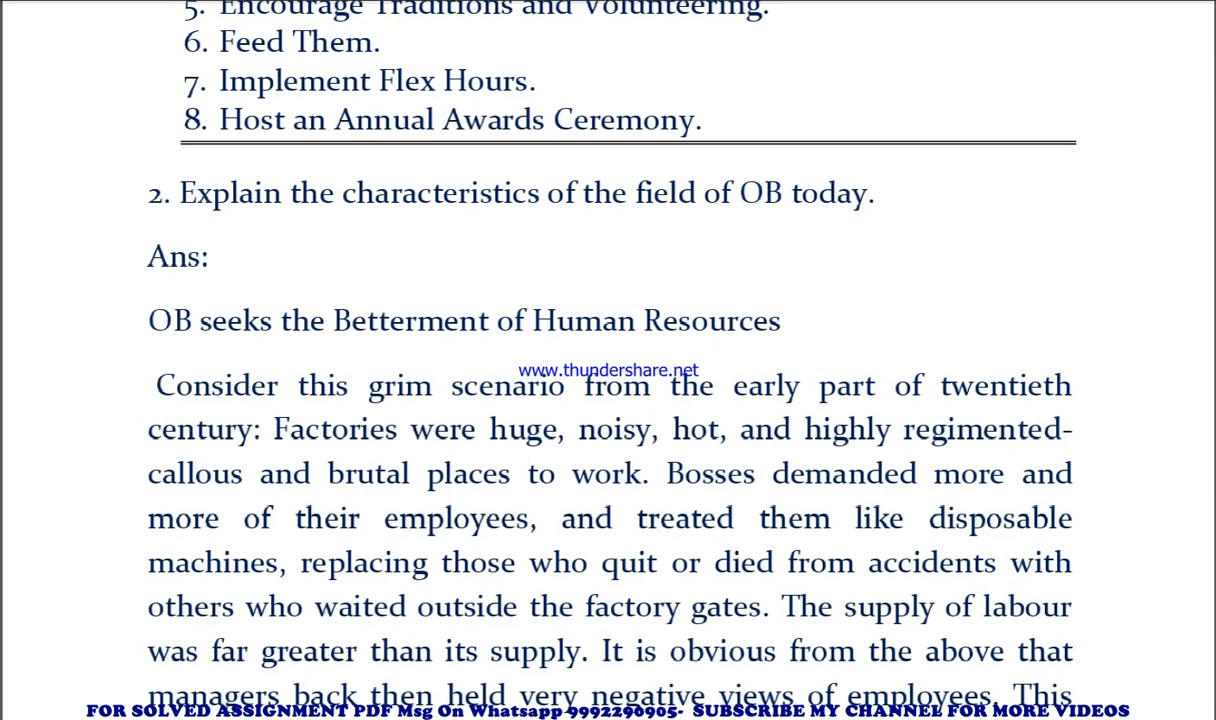 5. Encourage Traditions and Volunteering.
6. Feed Them.
7. Implement Flex Hours.
8. Host an Annual Awards Ceremony.
2. Explain the characteristics of the field of OB today.
Ans:
OB seeks the Betterment of Human Resources
www.thundershare.net
Consider this grim scenario from the early part of twentieth
century: Factories were huge, noisy, hot, and highly regimented-
callous and brutal places to work. Bosses demanded more and
more of their employees, and treated them like disposable
machines, replacing those who quit or died from accidents with
others who waited outside the factory gates. The supply of labour
was far greater than its supply. It is obvious from the above that
managers back then held very negative views of employees. This
FOR SOLVED ASSIGNMENT PDF Msg On Whatsapp-9992296905- SUBSCRIBE MY CHANNEL FOR MORE VIDEOS